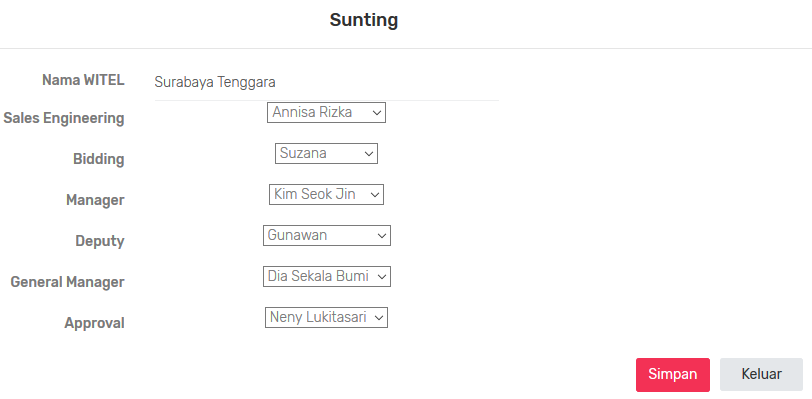 Sunting
Nama WITEL Surabaya Tenggara
Sales Engineering Annisa Rizka
Bidding Suzana
Manager Kim Seok Jin
Deputy Gunawan
General Manager Dia Sekala Bumi
Approval Neny Lukitasari
Simpan Keluar